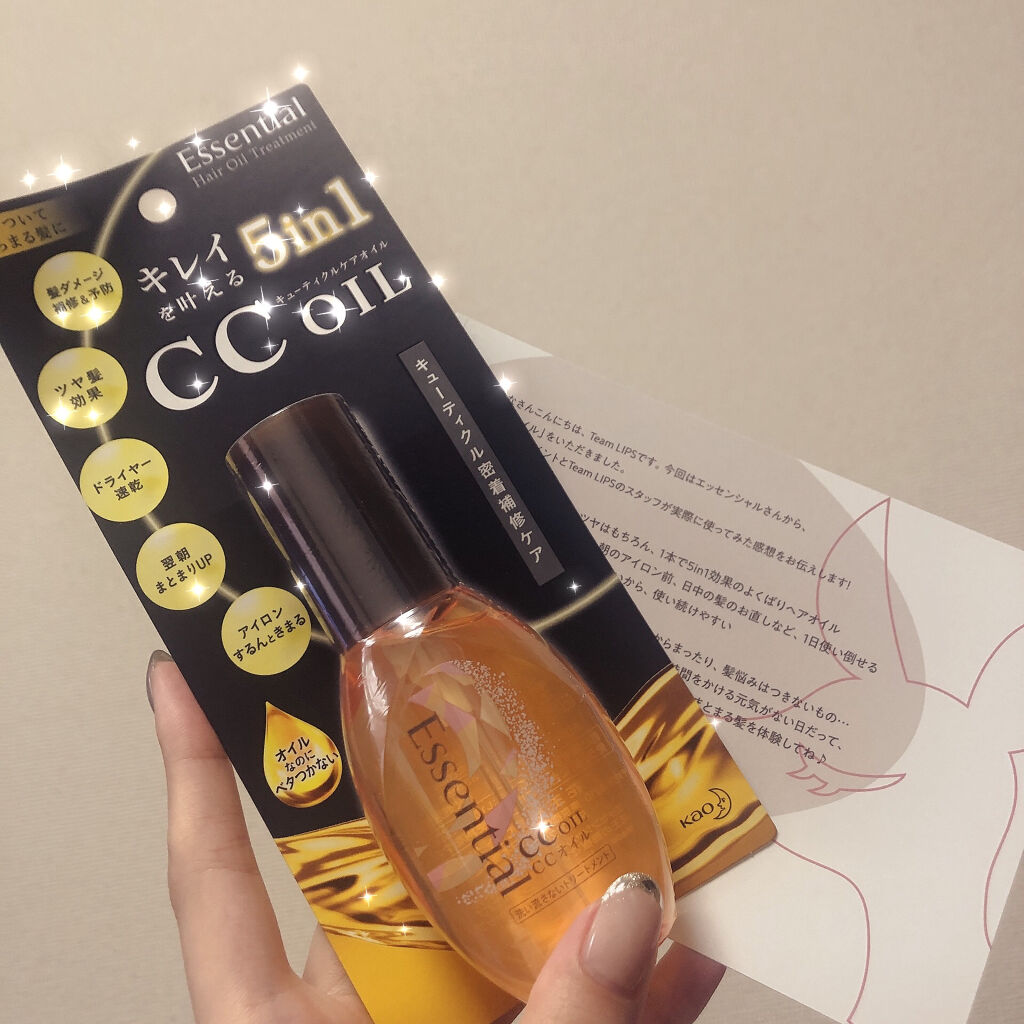 Essential
Hair Oil Treatment
ついて
まる髪に
キレイ
を叶える
5in1
キューティクルケアオイル
CC OIL
キューティクル密着補修ケア
髪ダメージ
補修&予防
ツヤ髪
効果
ドライヤー
速乾
翌朝
まとまりUP
アイロン
するんときまる
オイル
なのに
ベタつかない
Essential
CC OIL
CCオイル
洗い流さないトリートメント
Kao
さんこんにちは、Team LIPSです。今回はエッセンシャルさんから、
ル」をいただきました。
ントとTeam LIPSのスタッフが実際に使ってみた感想をお伝えします!
ツヤはもちろん、1本で5in1効果のよくばりヘアオイル
朝のアイロン前、日中の髪のお直しなど、1日使い倒せる
から、使い続けやすい
からまったり、髪悩みはつきないもの…
間をかける元気がない日だって、
まとまる髪を体験してね♪